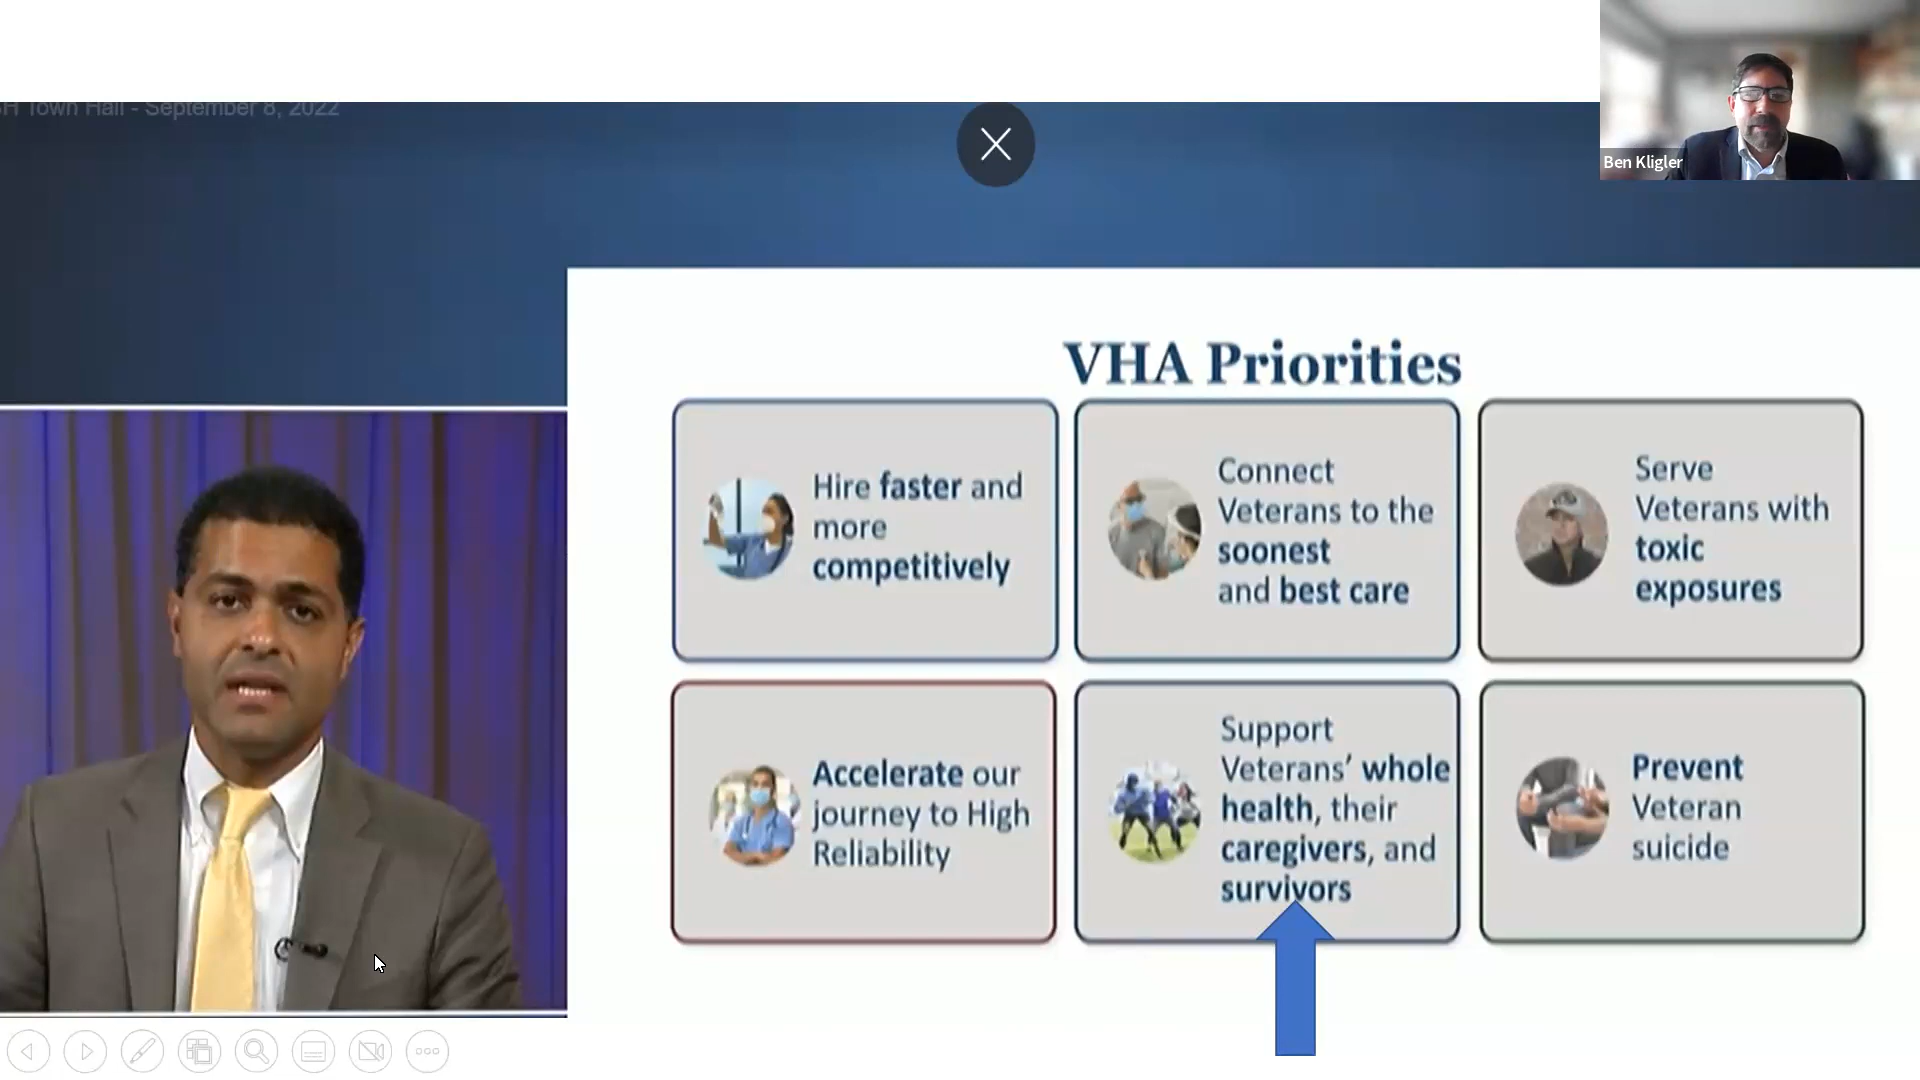 H Town Hall - September 8, 2022
Ben Kligler
VHA Priorities
Hire faster and
more
competitively
Connect
Veterans to the
soonest
and best care
Serve
Veterans with
toxic
exposures
Accelerate our
journey to High
Reliability
Support
Veterans’ whole
health, their
caregivers, and
survivors
Prevent
Veteran
suicide